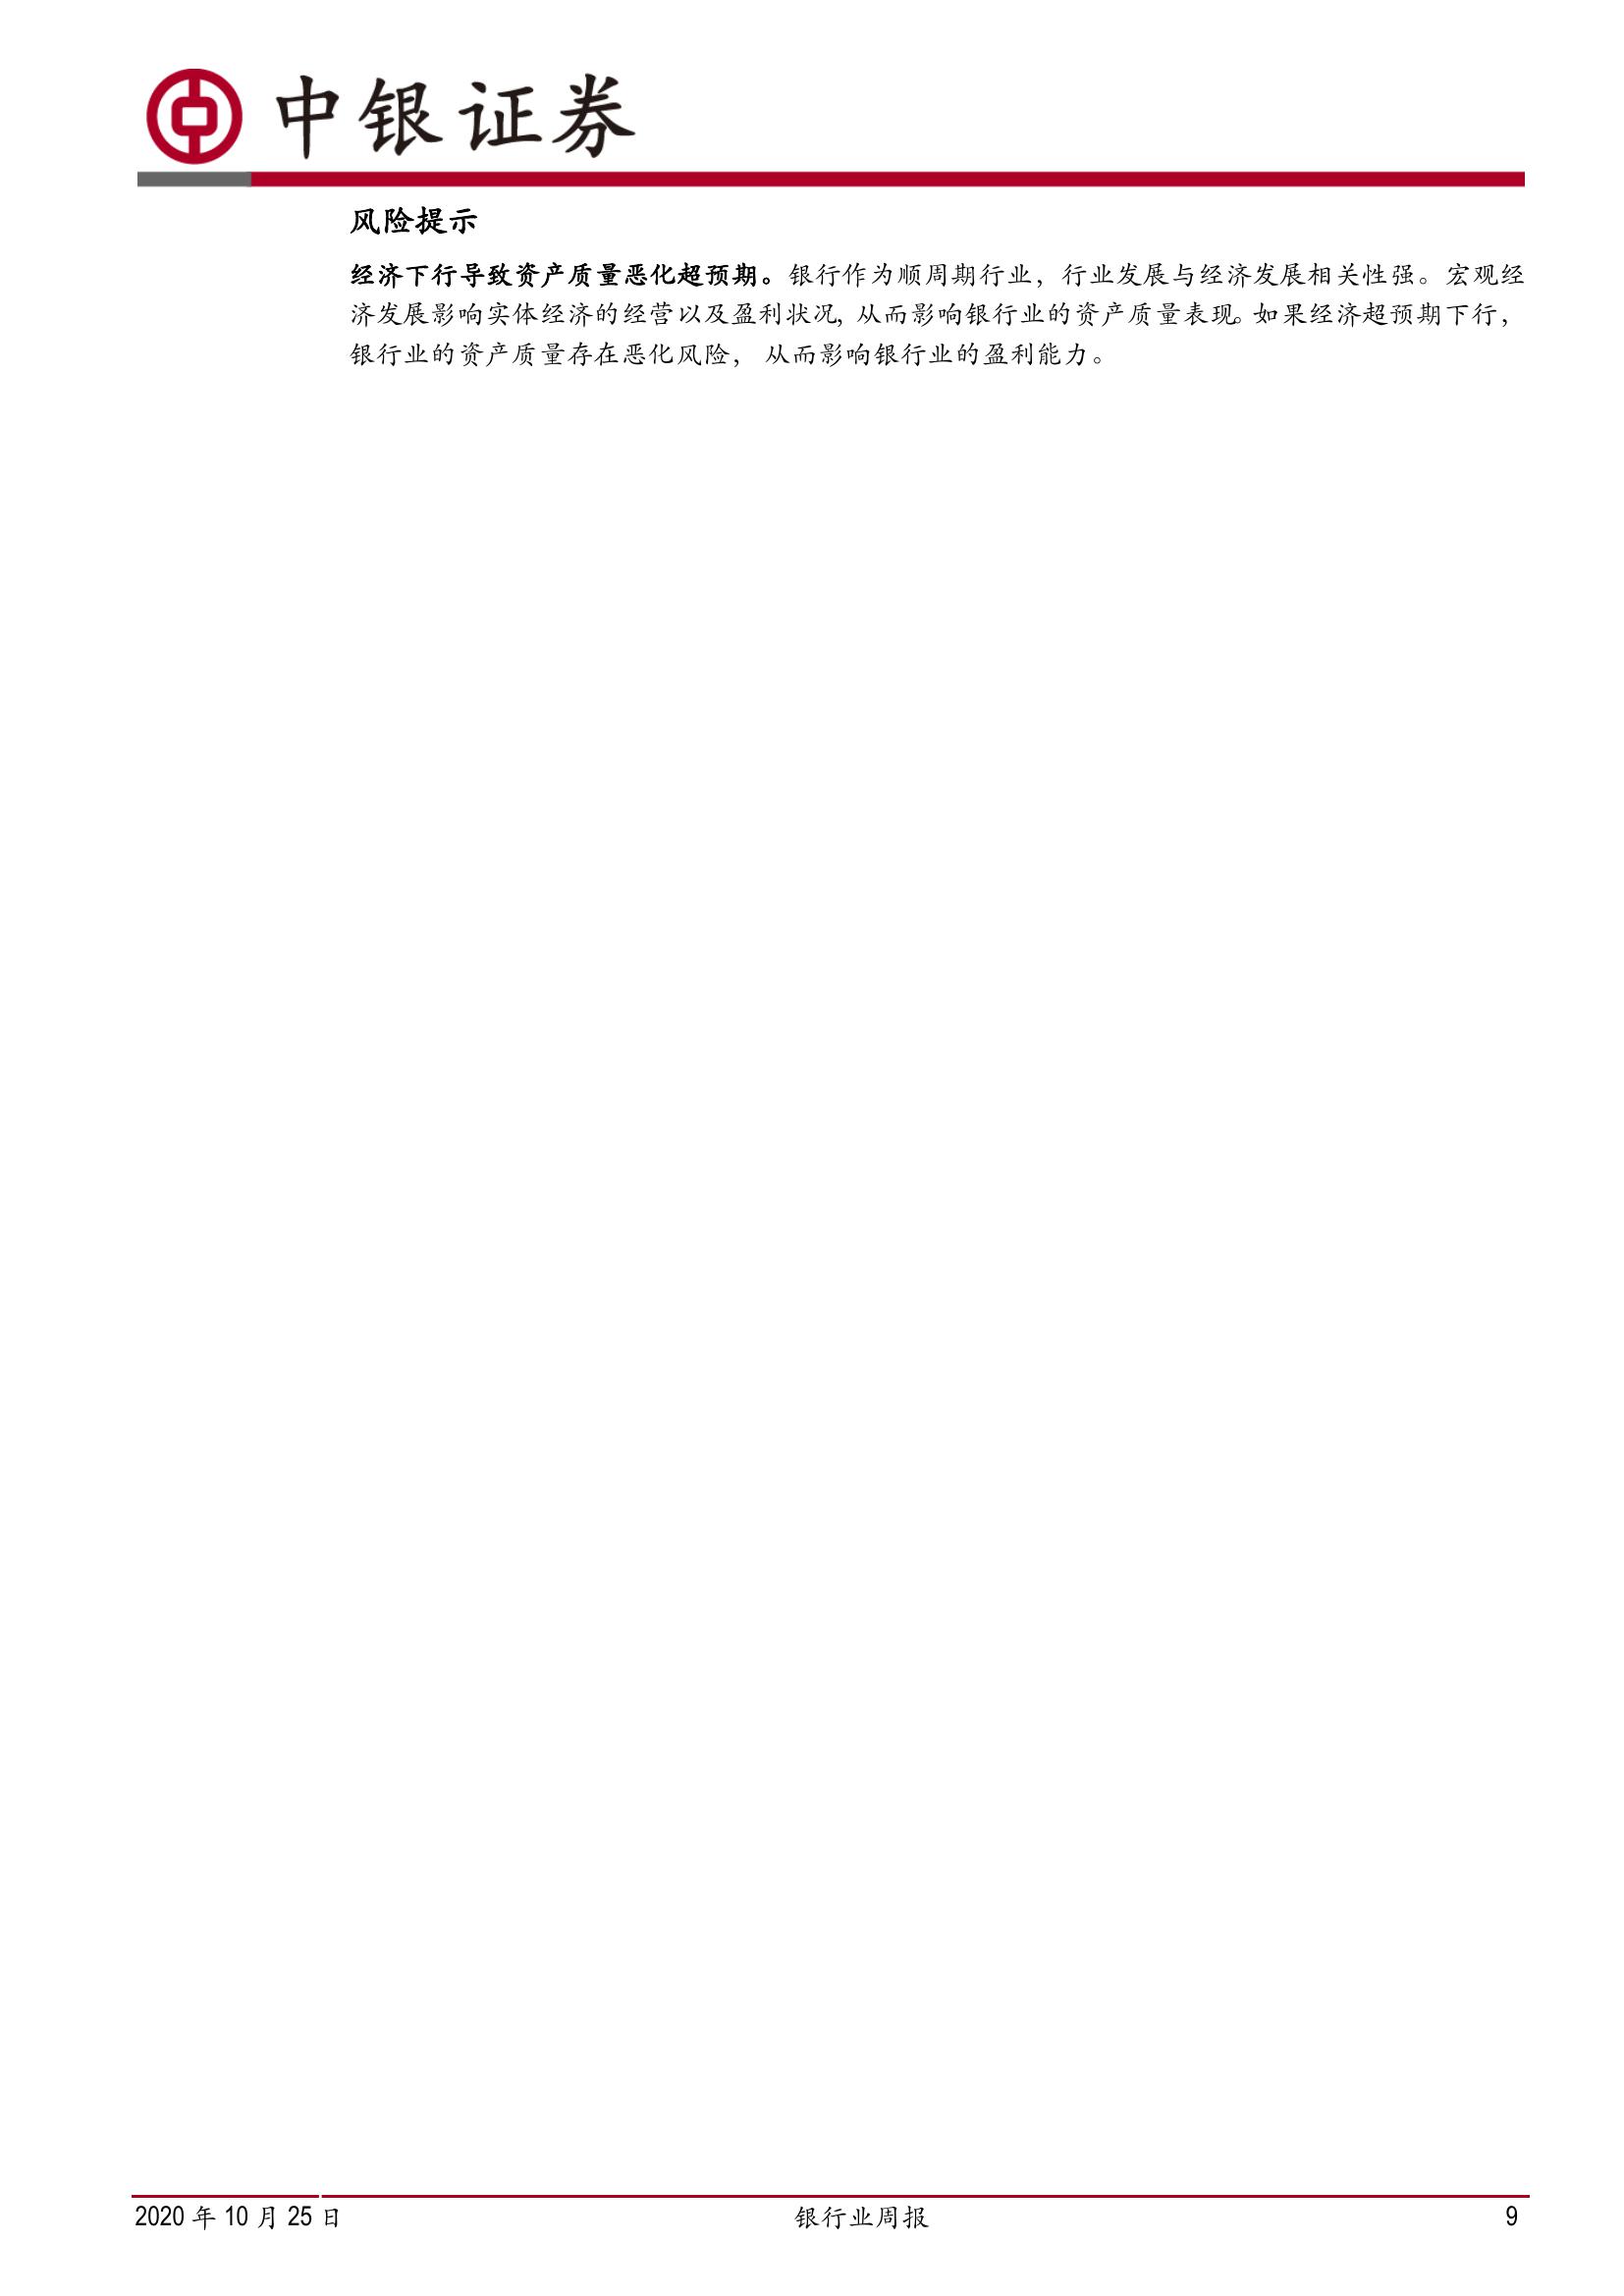 中银证券
风险提示
经济下行导致资产质量恶化超预期。银行作为顺周期行业，行业发展与经济发展相关性强。宏观经
济发展影响实体经济的经营以及盈利状况，从而影响银行业的资产质量表现。如果经济超预期下行，
银行业的资产质量存在恶化风险， 从而影响银行业的盈利能力。
2020 年 10 月 25 日 银行业周报 9